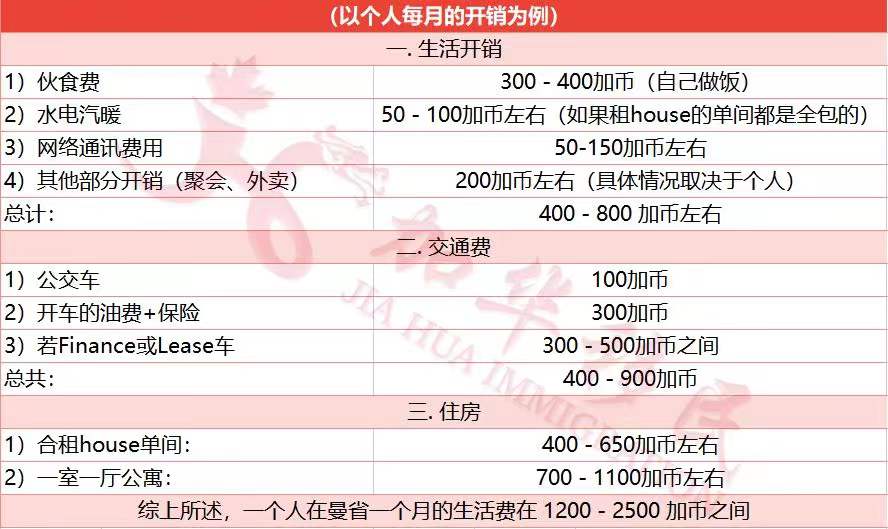 (以个人每月的开销为例)
一. 生活开销
1）伙食费 300 - 400加币（自己做饭）
2）水电汽暖 50 - 100加币左右（如果租house的单间都是全包的）
3）网络通讯费用 50-150加币左右
4）其他部分开销（聚会、外卖） 200加币左右（具体情况取决于个人）
总计： 400 - 800 加币左右
二. 交通费
1）公交车 100加币
2）开车的油费+保险 300加币
3）若Finance或Lease车 300 - 500加币之间
总共： 400 - 900加币
三. 住房
1）合租house单间： 400 - 650加币左右
2）一室一厅公寓： 700 - 1100加币左右
综上所述，一个人在曼省一个月的生活费在 1200 - 2500 加币之间
加华移民
JIA HUA IMMIGRATION